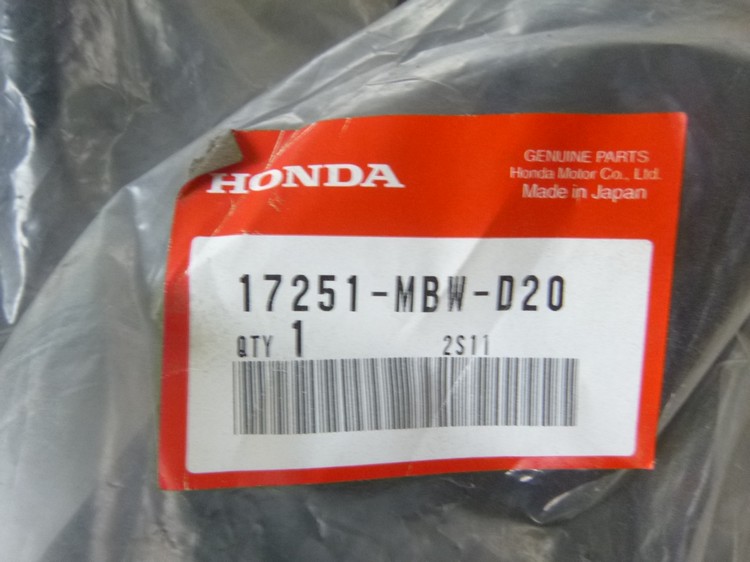 HONDA
GENUINE PARTS
Honda Motor Co., Ltd.
Made in Japan
17251-MBW-D20
QTY 1 2S11